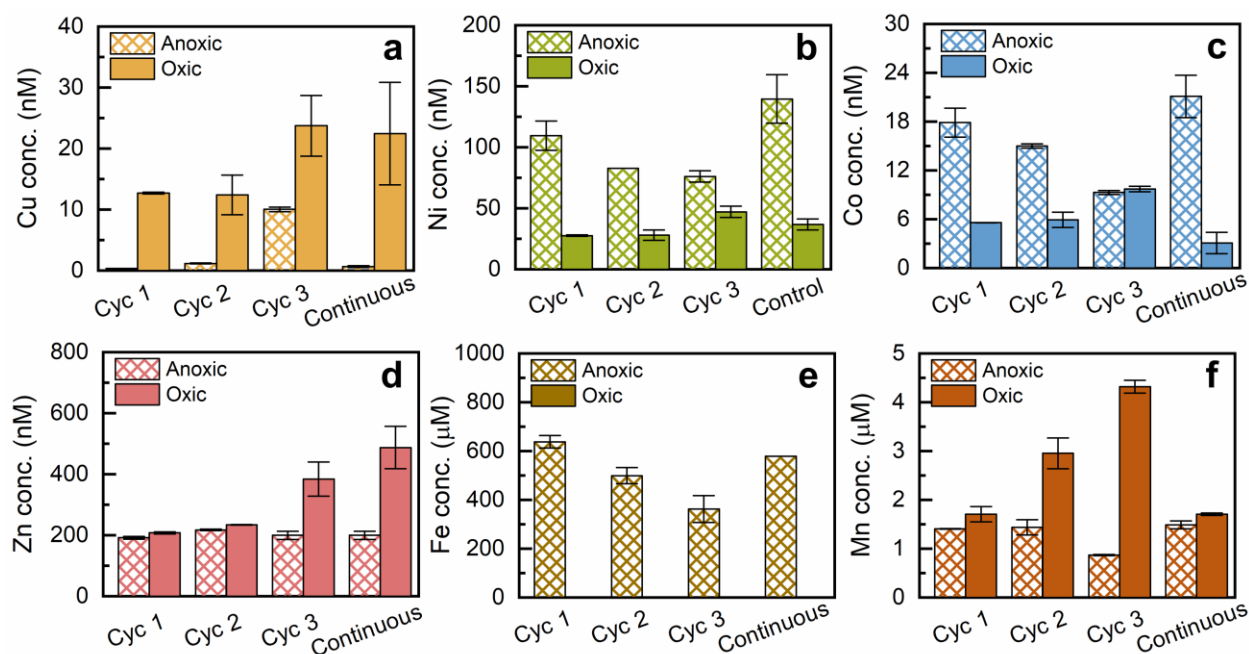 a
Anoxic
Oxic
Cu conc. (nM)
40
30
20
10
0
Cyc 1
Cyc 2
Cyc 3
Continuous
b
Anoxic
Oxic
Ni conc. (nM)
200
150
100
50
0
Cyc 1
Cyc 2
Cyc 3
Control
c
Anoxic
Oxic
Co conc. (nM)
30
24
18
12
6
0
Cyc 1
Cyc 2
Cyc 3
Continuous
d
Anoxic
Oxic
Zn conc. (nM)
800
600
400
200
0
Cyc 1
Cyc 2
Cyc 3
Continuous
e
Anoxic
Oxic
Fe conc. (μM)
1000
800
600
400
200
0
Cyc 1
Cyc 2
Cyc 3
Continuous
f
Anoxic
Oxic
Mn conc. (μM)
5
4
3
2
1
0
Cyc 1
Cyc 2
Cyc 3
Continuous